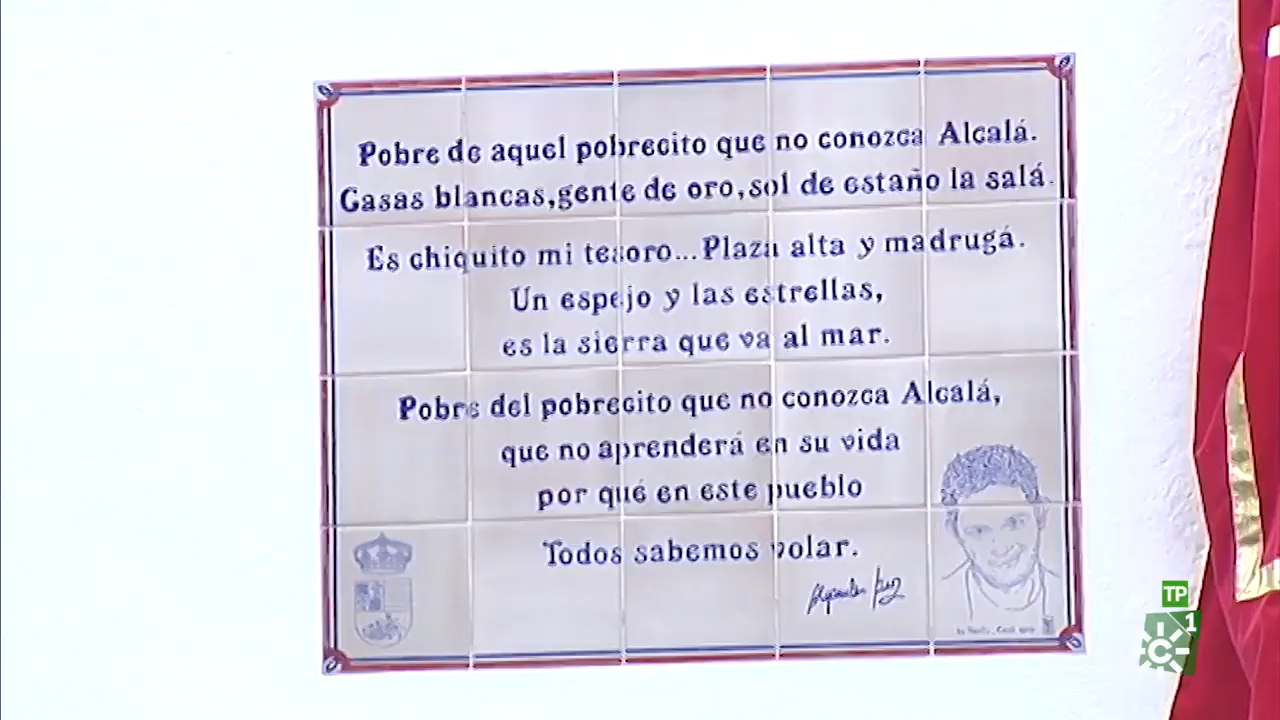 Pobre de aquel pobrecito que no conozca Alcalá.
Casas blancas, gente de oro, sol de estaño la salá.
Es chiquito mi tesoro... Plaza alta y madrugá.
Un espejo y las estrellas,
es la sierra que va al mar.
Pobre del pobrecito que no conozca Alcalá,
que no aprenderá en su vida
por qué en este pueblo
Todos sabemos volar.
TP
1
C